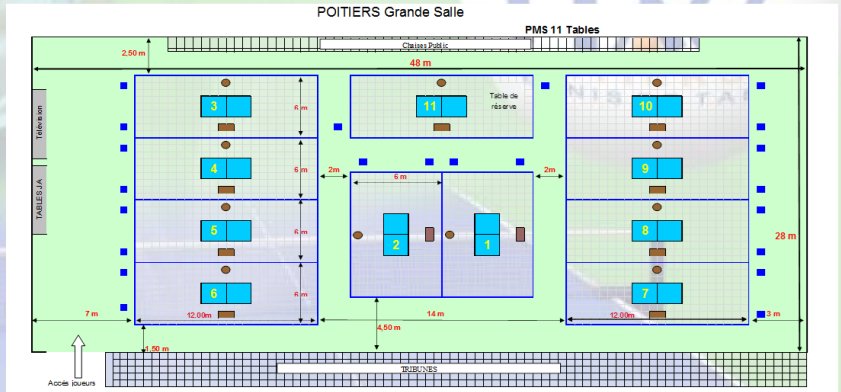 POITIERS Grande Salle
PMS 11 Tables
Chaises Public
2,50 m
48 m
Télévision
TABLES JA
3
6 m
11
Table de réserve
10
4
6 m
2m
6 m
2m
9
5
6 m
2
1
8
28 m
6
6 m
7
7 m
12.00m
14 m
4,50 m
12.00m
3 m
1,50 m
TRIBUNES
Accés joueurs